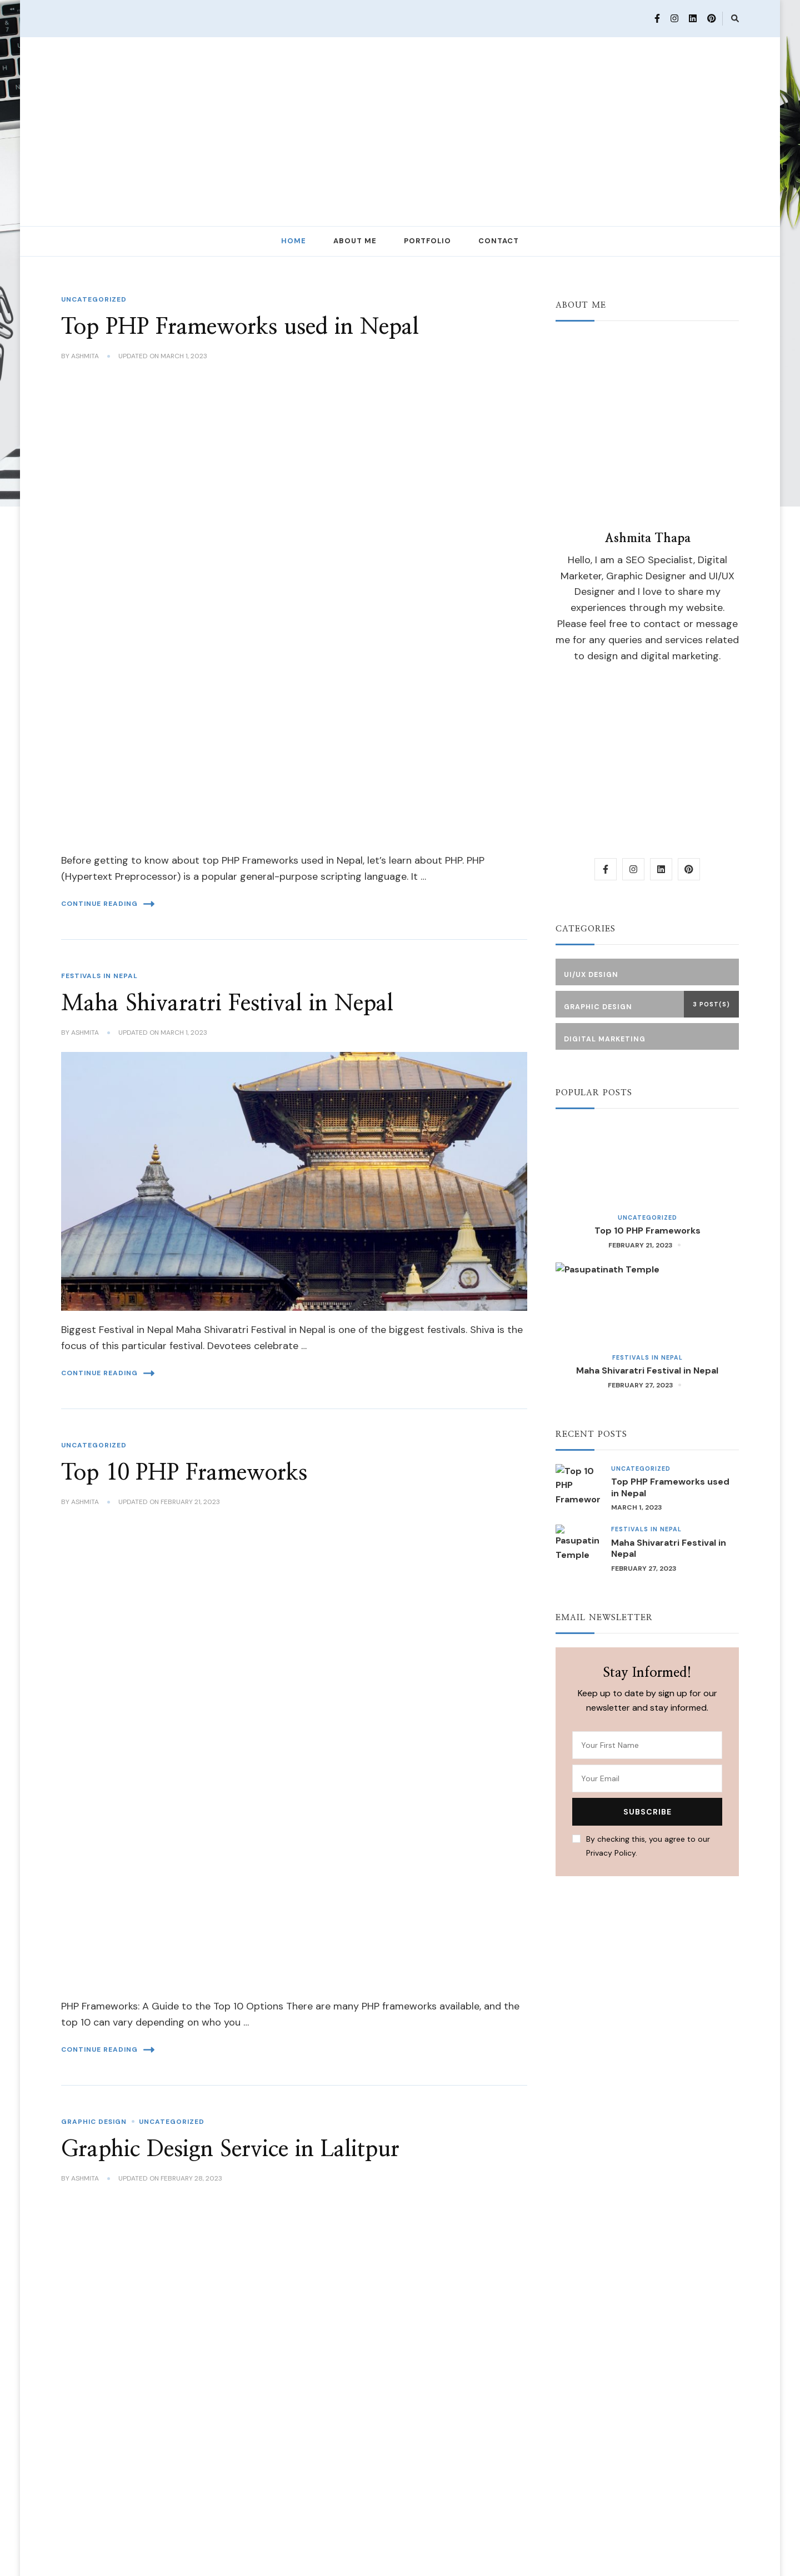 HOME
ABOUT ME
PORTFOLIO
CONTACT
UNCATEGORIZED
Top PHP Frameworks used in Nepal
BY ASHMITA
UPDATED ON MARCH 1, 2023
Before getting to know about top PHP Frameworks used in Nepal, let’s learn about PHP. PHP
(Hypertext Preprocessor) is a popular general-purpose scripting language. It …
CONTINUE READING
FESTIVALS IN NEPAL
Maha Shivaratri Festival in Nepal
BY ASHMITA
UPDATED ON MARCH 1, 2023
Biggest Festival in Nepal Maha Shivaratri Festival in Nepal is one of the biggest festivals. Shiva is the
focus of this particular festival. Devotees celebrate …
CONTINUE READING
UNCATEGORIZED
Top 10 PHP Frameworks
BY ASHMITA
UPDATED ON FEBRUARY 21, 2023
PHP Frameworks: A Guide to the Top 10 Options There are many PHP frameworks available, and the
top 10 can vary depending on who you …
CONTINUE READING
GRAPHIC DESIGN
UNCATEGORIZED
Graphic Design Service in Lalitpur
BY ASHMITA
UPDATED ON FEBRUARY 28, 2023
ABOUT ME
Ashmita Thapa
Hello, I am a SEO Specialist, Digital
Marketer, Graphic Designer and UI/UX
Designer and I love to share my
experiences through my website.
Please feel free to contact or message
me for any queries and services related
to design and digital marketing.
CATEGORIES
UI/UX DESIGN
GRAPHIC DESIGN
3 POST(S)
DIGITAL MARKETING
POPULAR POSTS
UNCATEGORIZED
Top 10 PHP Frameworks
FEBRUARY 21, 2023
Pasupatinath Temple
FESTIVALS IN NEPAL
Maha Shivaratri Festival in Nepal
FEBRUARY 27, 2023
RECENT POSTS
Top 10
PHP
Framewor
UNCATEGORIZED
Top PHP Frameworks used
in Nepal
MARCH 1, 2023
Pasupatin
Temple
FESTIVALS IN NEPAL
Maha Shivaratri Festival in
Nepal
FEBRUARY 27, 2023
EMAIL NEWSLETTER
Stay Informed!
Keep up to date by sign up for our
newsletter and stay informed.
Your First Name
Your Email
SUBSCRIBE
By checking this, you agree to our
Privacy Policy.